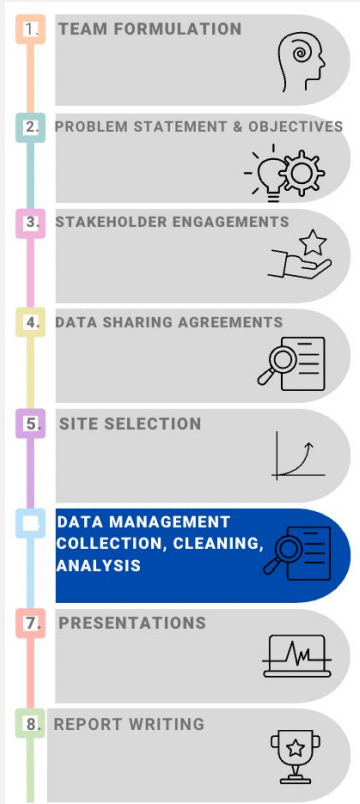 1. TEAM FORMULATION
2. PROBLEM STATEMENT & OBJECTIVES
3. STAKEHOLDER ENGAGEMENTS
4. DATA SHARING AGREEMENTS
5. SITE SELECTION
DATA MANAGEMENT
COLLECTION, CLEANING,
ANALYSIS
7. PRESENTATIONS
8. REPORT WRITING